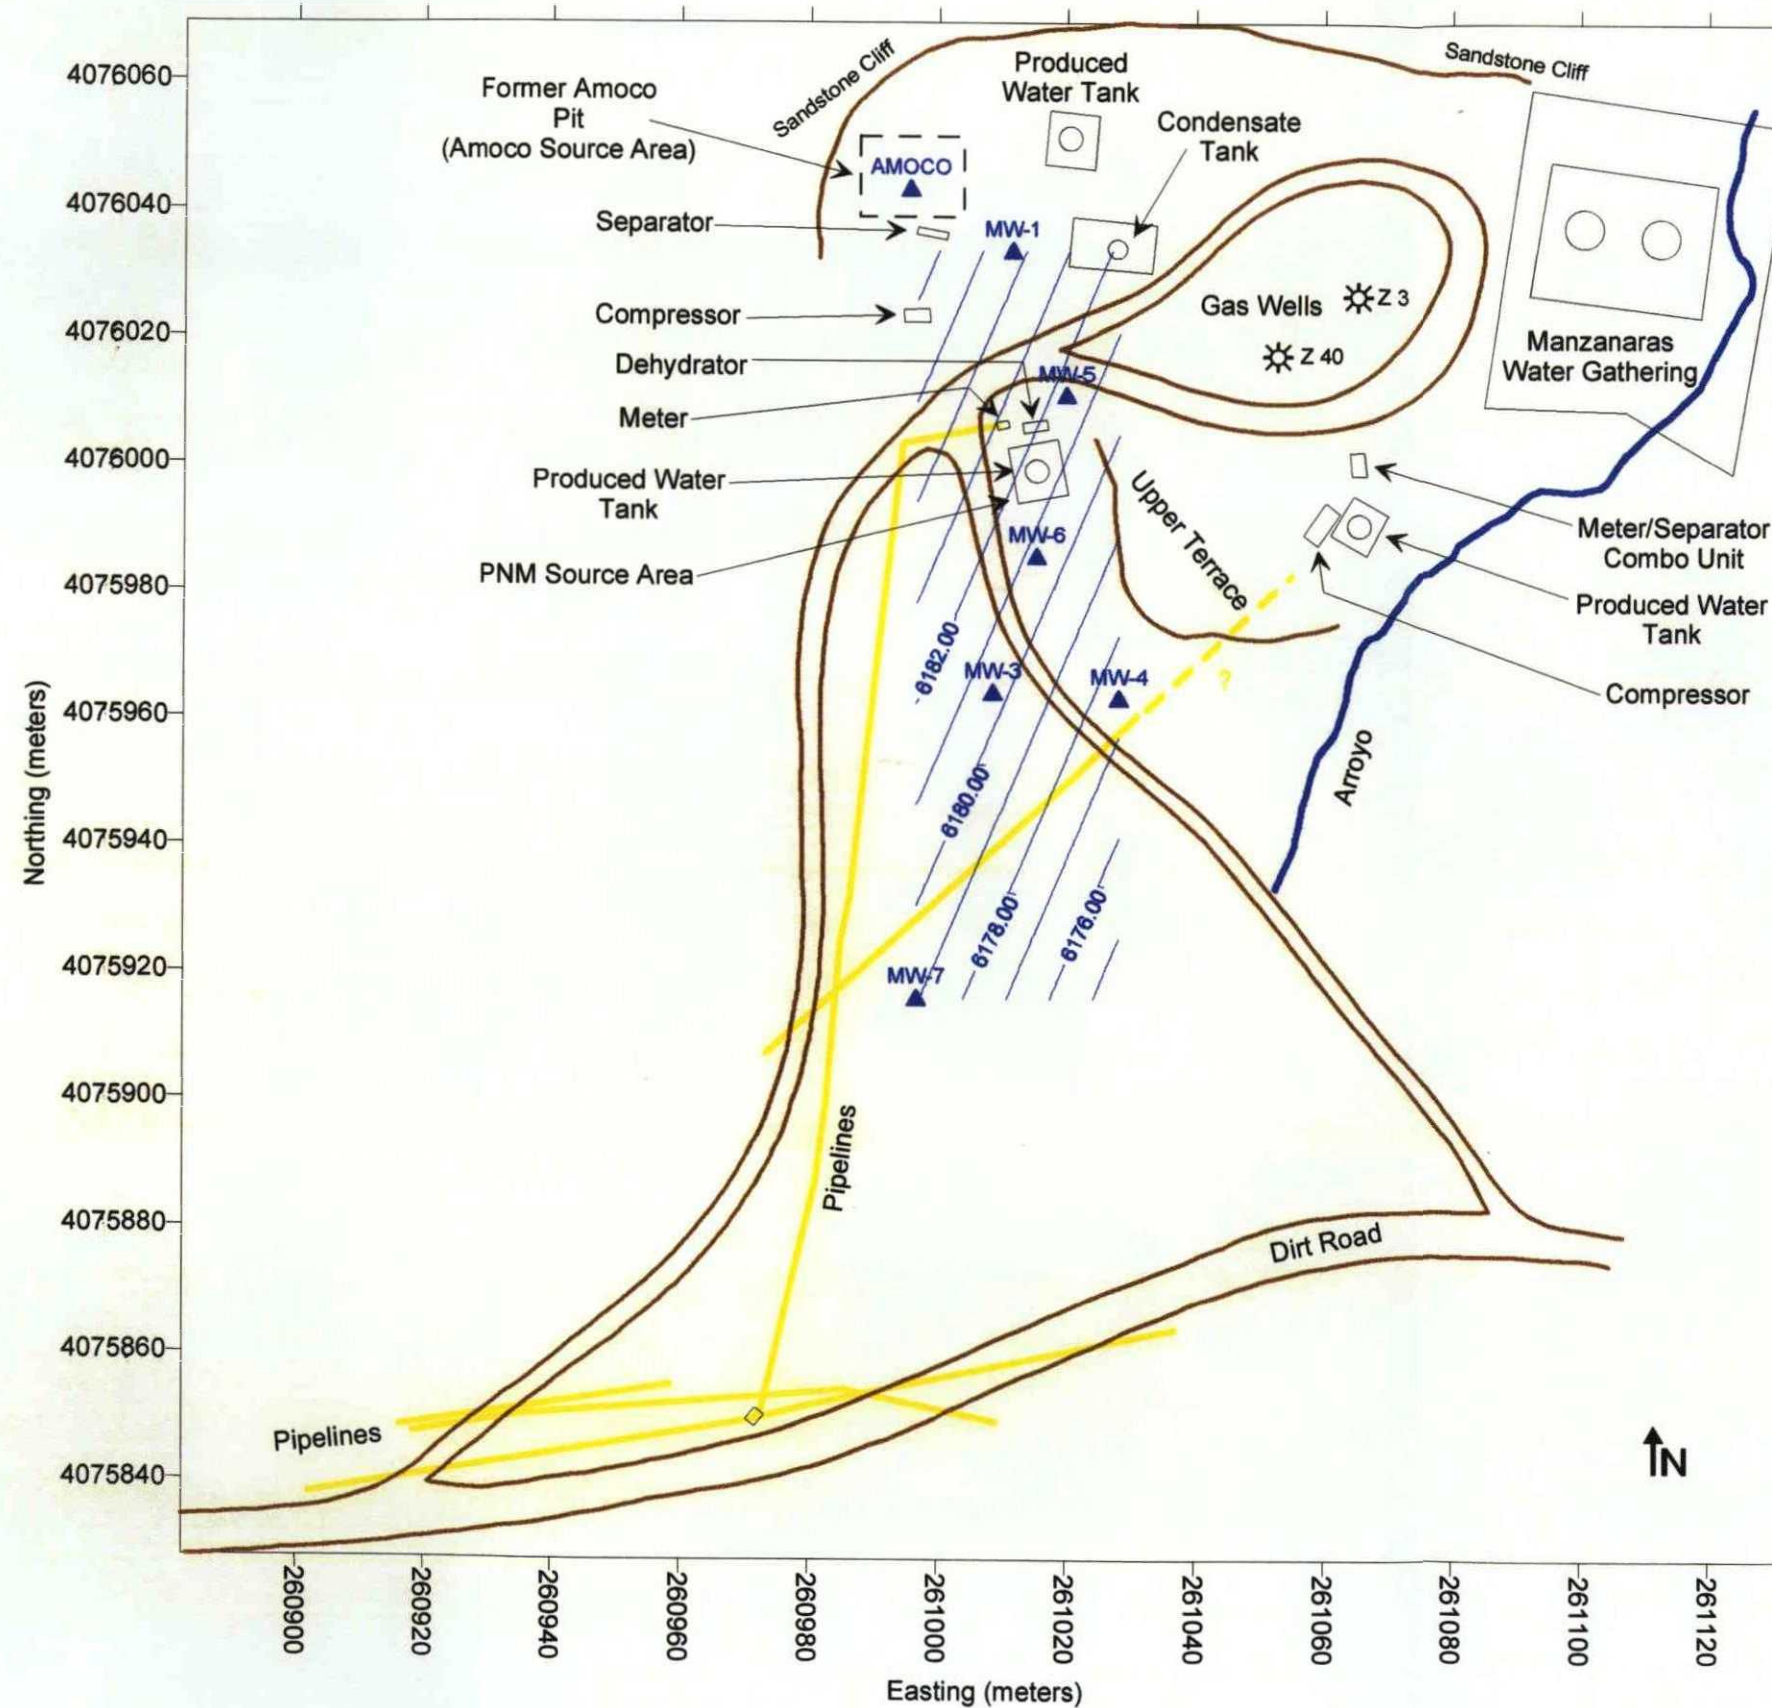 Sandstone Cliff
Sandstone Cliff
4076060
Former Amoco
Pit
(Amoco Source Area)
Produced
Water Tank
Condensate
Tank
AMOCO
4076040
Separator
MW-1
Compressor
Gas Wells
Z 3
Z 40
4076020
Manzanaras
Water Gathering
Dehydrator
MW-5
Meter
4076000
Produced Water
Tank
Upper Terrace
MW-6
Meter/Separator
Combo Unit
PNM Source Area
4075980
Produced Water
Tank
6182.00
MW-3
MW-4
?
Compressor
4075960
Northing (meters)
Arroyo
6180.00
4075940
6178.00
6176.00
4075920
MW-7
4075900
Pipelines
4075880
Dirt Road
4075860
Pipelines
4075840
N
260900
260920
260940
260960
260980
261000
261020
261040
261060
261080
261100
261120
Easting (meters)